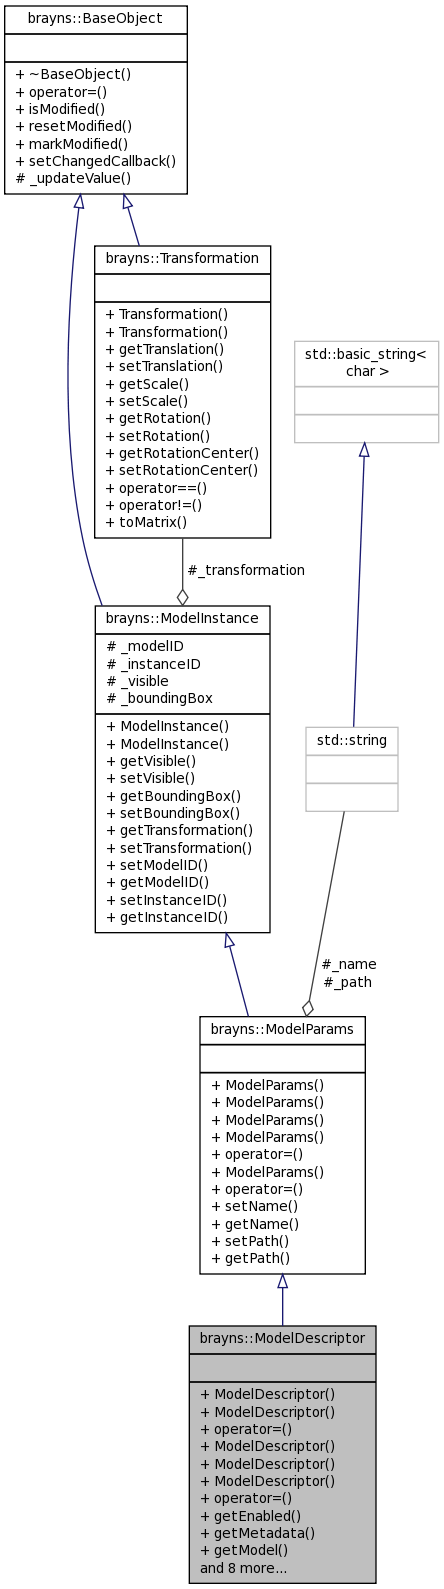 brayns::BaseObject
+ ~BaseObject()
+ operator=()
+ isModified()
+ resetModified()
+ markModified()
+ setChangedCallback()
# _updateValue()
brayns::Transformation
+ Transformation()
+ Transformation()
+ getTranslation()
+ setTranslation()
+ getScale()
+ setScale()
+ getRotation()
+ setRotation()
+ getRotationCenter()
+ setRotationCenter()
+ operator==()
+ operator!=()
+ toMatrix()
std::basic_string<
char >
#_transformation
brayns::ModelInstance
# _modelID
# _instanceID
# _visible
# _boundingBox
+ ModelInstance()
+ ModelInstance()
+ getVisible()
+ setVisible()
+ getBoundingBox()
+ setBoundingBox()
+ getTransformation()
+ setTransformation()
+ setModelID()
+ getModelID()
+ setInstanceID()
+ getInstanceID()
std::string
#_name
#_path
brayns::ModelParams
+ ModelParams()
+ ModelParams()
+ ModelParams()
+ ModelParams()
+ operator=()
+ ModelParams()
+ operator=()
+ setName()
+ getName()
+ setPath()
+ getPath()
brayns::ModelDescriptor
+ ModelDescriptor()
+ ModelDescriptor()
+ operator=()
+ ModelDescriptor()
+ ModelDescriptor()
+ ModelDescriptor()
+ operator=()
+ getEnabled()
+ getMetadata()
+ getModel()
and 8 more...